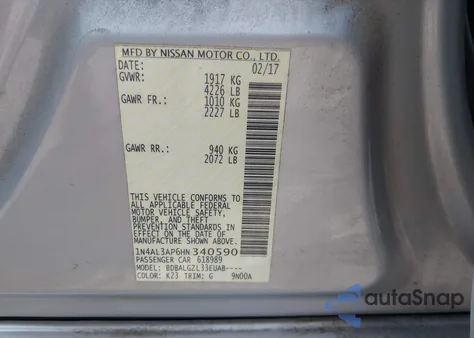 MFD BY NISSAN MOTOR CO., LTD.
DATE: 02/17
GVWR: 1917 KG
4226 LB
GAWR FR.: 1010 KG
2227 LB
GAWR RR.: 940 KG
2072 LB
THIS VEHICLE CONFORMS TO
ALL APPLICABLE FEDERAL
MOTOR VEHICLE SAFETY,
BUMPER, AND THEFT
PREVENTION STANDARDS
IN EFFECT ON THE DATE OF
MANUFACTURE SHOWN ABOVE.
1N4AL3AP6HN340590
PASSENGER CAR 618989
MODEL: BDBALGZL33EUAB----
COLOR: K23 TRIM: G 9N00A
autoSnap